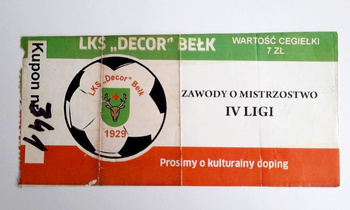 LKS „DECOR" BEŁK
WARTOŚĆ CEGIEŁKI
7 ZŁ
Kupon nr 341
LKS „Decor" Bełk
1929
ZAWODY O MISTRZOSTWO
IV LIGI
Prosimy o kulturalny doping